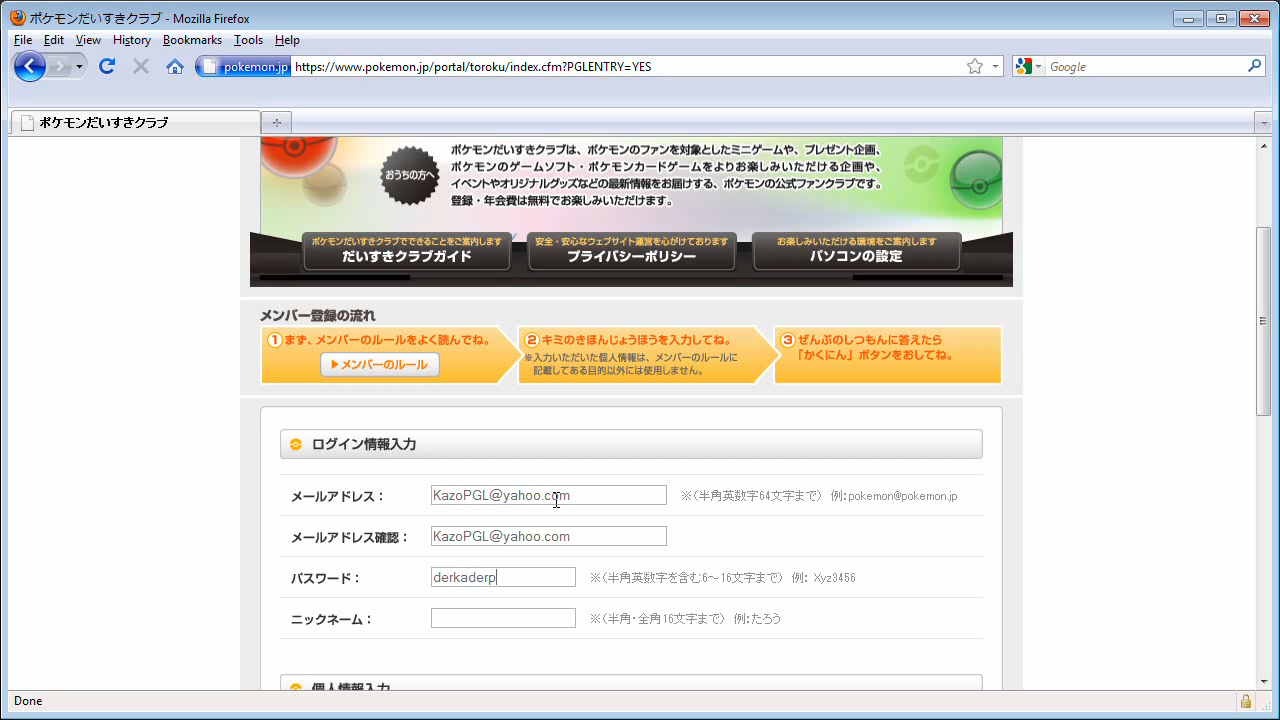 ポケモンだいすきクラブ - Mozilla Firefox
File Edit View History Bookmarks Tools Help
pokemon.jp https://www.pokemon.jp/portal/toroku/index.cfm?PGLENTRY=YES Google
ポケモンだいすきクラブ
おうちの方へ
ポケモンだいすきクラブは、ポケモンのファンを対象としたミニゲームや、プレゼント企画、
ポケモンのゲームソフト・ポケモンカードゲームをよりお楽しみいただける企画や、
イベントやオリジナルグッズなどの最新情報をお届けする、ポケモンの公式ファンクラブです。
登録・年会費は無料でお楽しみいただけます。
ポケモンだいすきクラブでできることをご案内します
だいすきクラブガイド
安全・安心なウェブサイト運営を心がけております
プライバシーポリシー
お楽しみいただける環境をご案内します
パソコンの設定
メンバー登録の流れ
1 まず、メンバーのルールをよく読んでね。
メンバーのルール
2 キミのきほんじょうほうを入力してね。
※入力いただいた個人情報は、メンバーのルールに
記載してある目的以外には使用しません。
3 ぜんぶのしつもんに答えたら
「かくにん」ボタンをおしてね。
ログイン情報入力
メールアドレス： KazoPGL@yahoo.com ※（半角英数字64文字まで） 例:pokemon@pokemon.jp
メールアドレス確認： KazoPGL@yahoo.com
パスワード： derkaderp ※（半角英数字を含む6～16文字まで） 例: Xyz3456
ニックネーム： ※（半角・全角16文字まで） 例:たろう
個人情報入力
Done